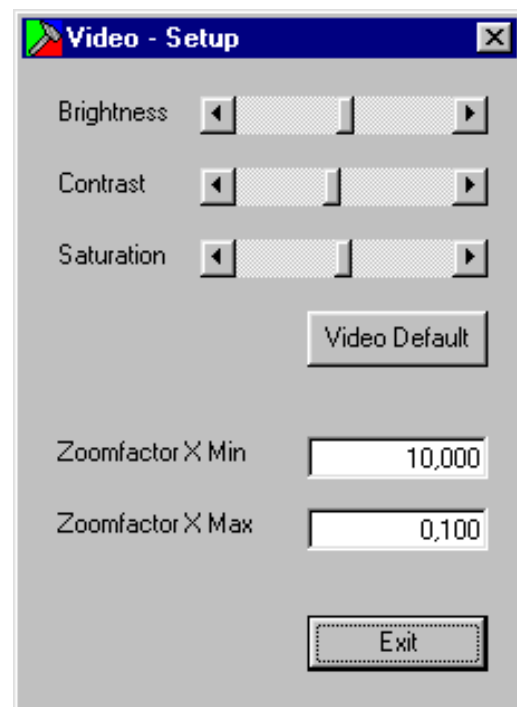 Video - Setup
Brightness
Contrast
Saturation
Video Default
Zoomfactor X Min 10,000
Zoomfactor X Max 0,100
Exit